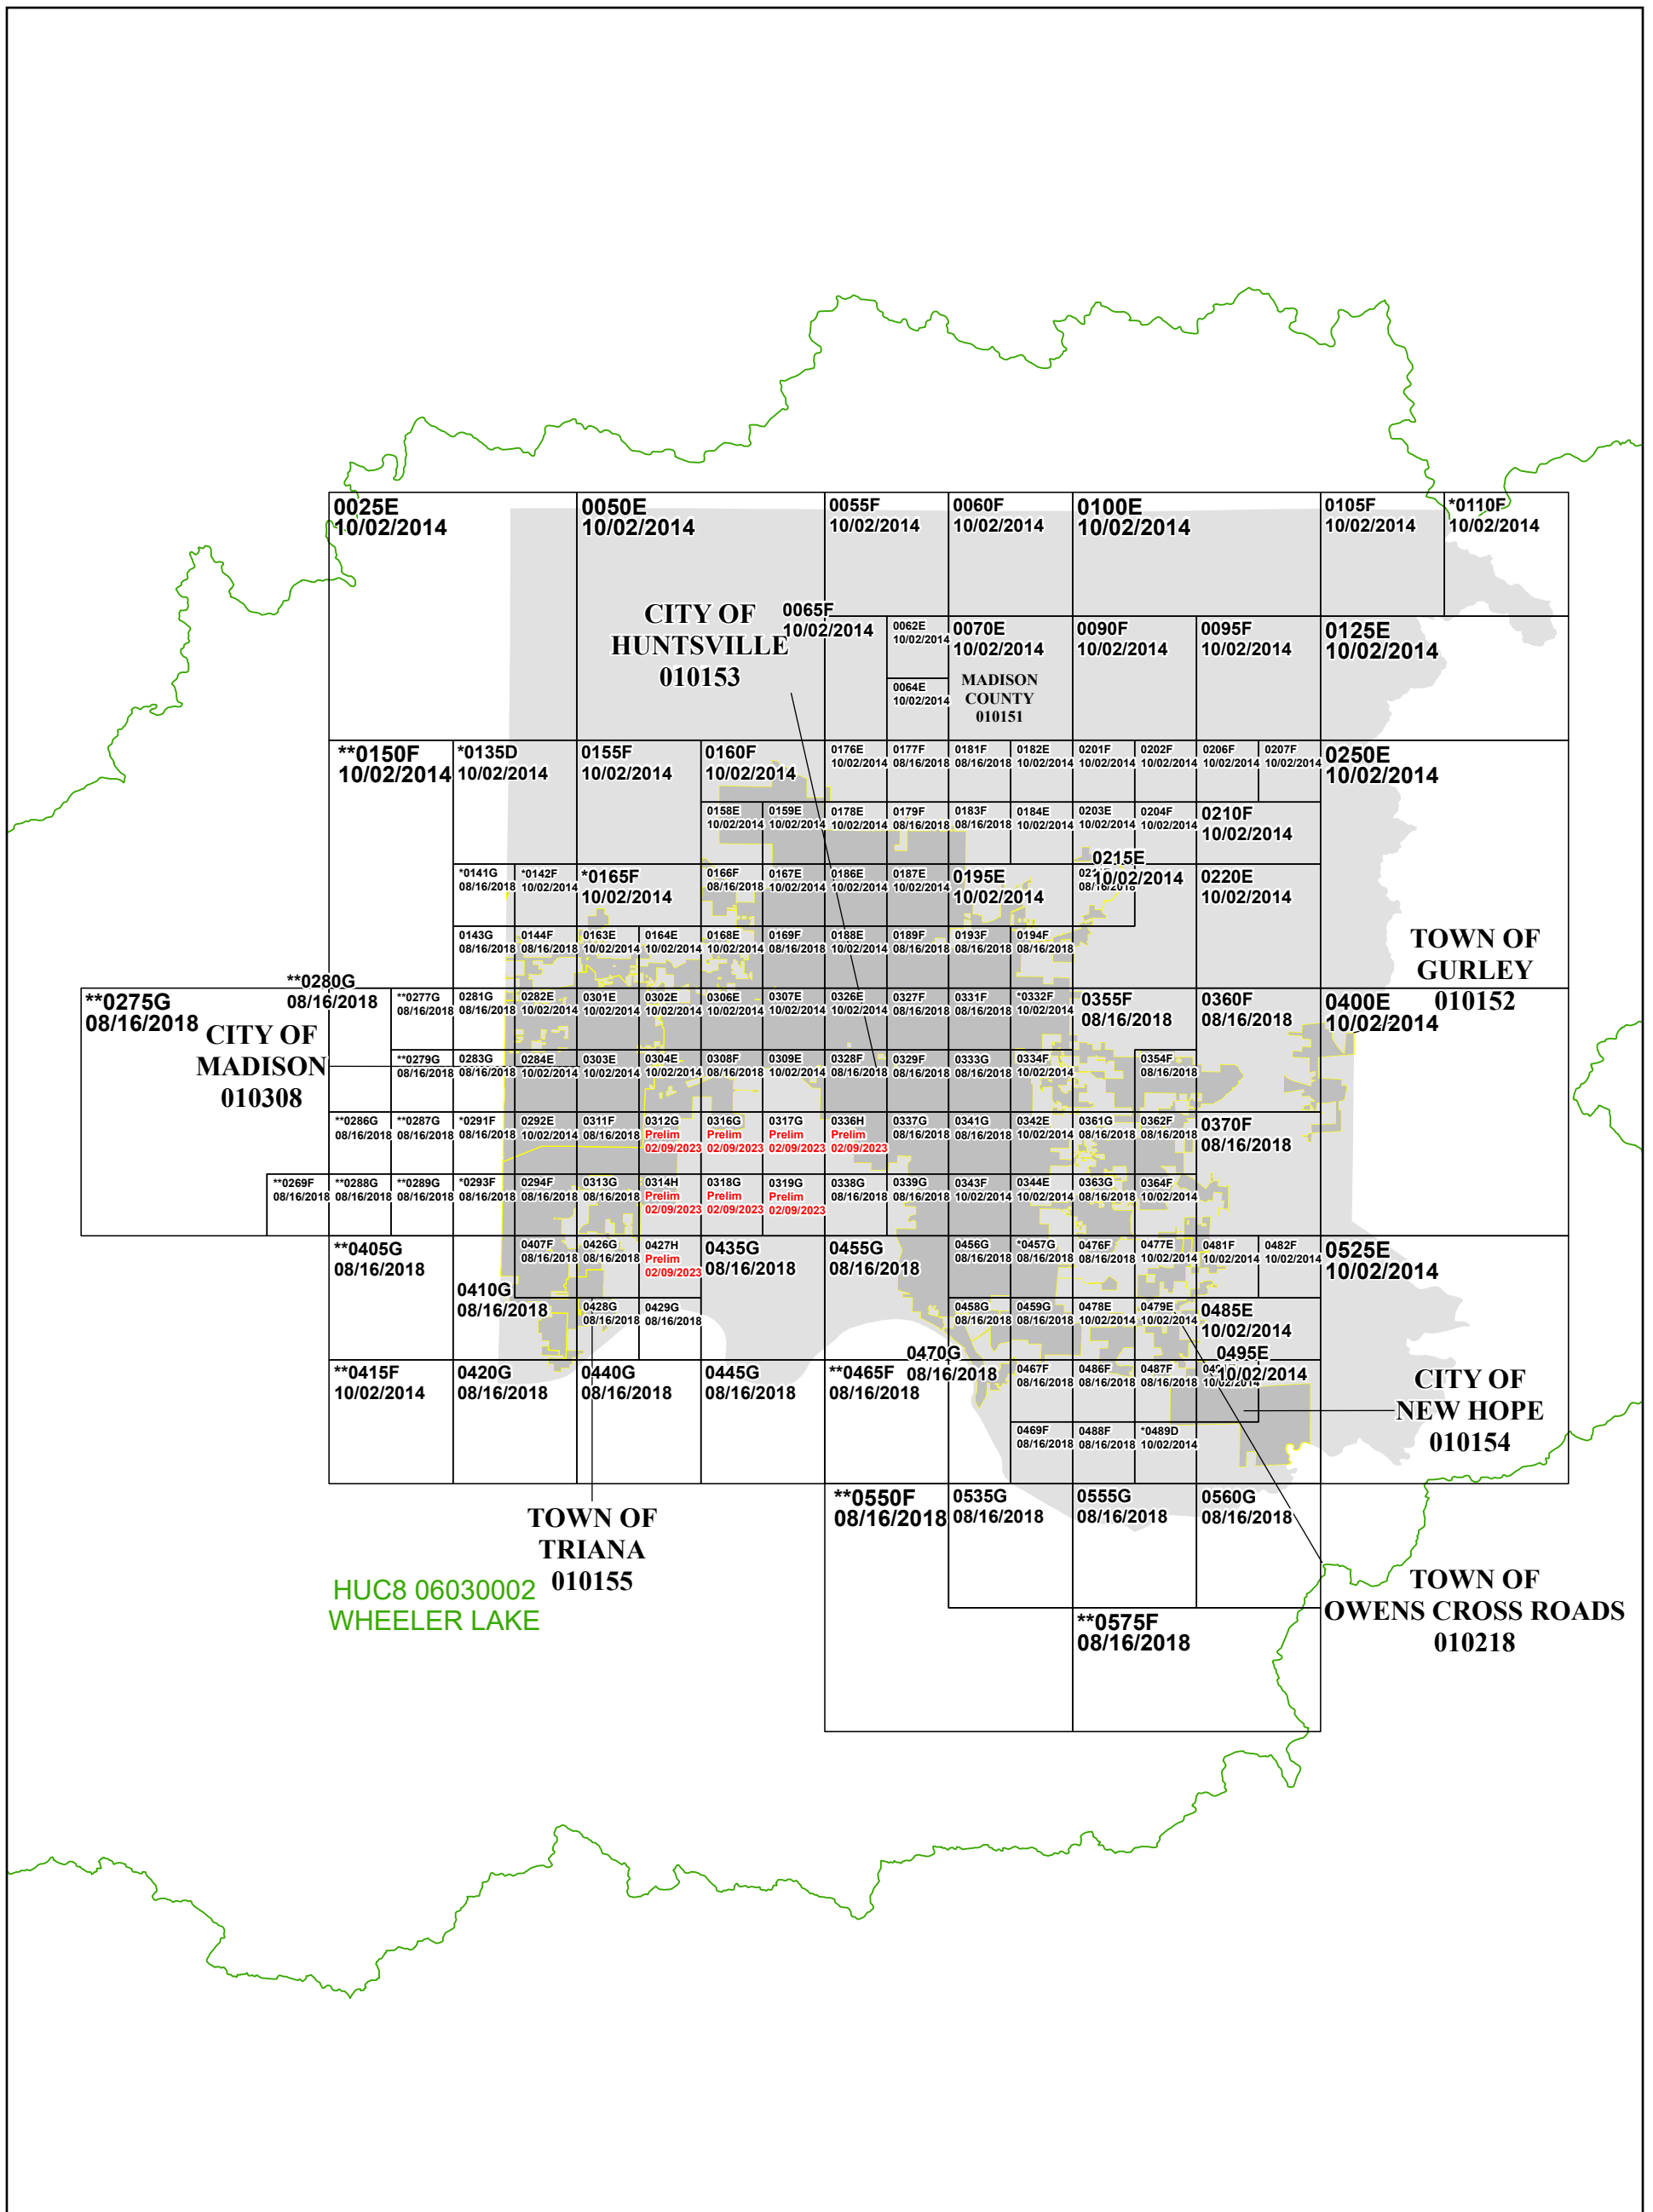 0025E
10/02/2014
0050E
10/02/2014
0055F
10/02/2014
0060F
10/02/2014
0100E
10/02/2014
0105F
10/02/2014
*0110F
10/02/2014
CITY OF
HUNTSVILLE
010153
0065F
10/02/2014
0062E
10/02/2014
0064E
10/02/2014
0070E
10/02/2014
MADISON
COUNTY
010151
0090F
10/02/2014
0095F
10/02/2014
0125E
10/02/2014
**0150F
10/02/2014
*0135D
10/02/2014
0155F
10/02/2014
0160F
10/02/2014
0176E
10/02/2014
0177F
08/16/2018
0181F
08/16/2018
0182E
10/02/2014
0201F
10/02/2014
0202F
10/02/2014
0206F
10/02/2014
0207F
10/02/2014
0250E
10/02/2014
0158E
10/02/2014
0159E
10/02/2014
0178E
10/02/2014
0179F
08/16/2018
0183F
08/16/2018
0184E
10/02/2014
0203E
10/02/2014
0204F
10/02/2014
0210F
10/02/2014
*0141G
08/16/2018
*0142F
10/02/2014
*0165F
10/02/2014
0166F
08/16/2018
0167E
10/02/2014
0186E
10/02/2014
0187E
10/02/2014
0195E
10/02/2014
0215E
10/02/2014
0220E
10/02/2014
0143G
08/16/2018
0144F
08/16/2018
0163E
10/02/2014
0164E
10/02/2014
0168E
10/02/2014
0169F
08/16/2018
0188E
10/02/2014
0189F
08/16/2018
0193F
08/16/2018
0194F
08/16/2018
TOWN OF
GURLEY
010152
**0275G
08/16/2018
**0280G
08/16/2018
CITY OF
MADISON
010308
**0277G
08/16/2018
0281G
08/16/2018
0282E
10/02/2014
0301E
10/02/2014
0302E
10/02/2014
0306E
10/02/2014
0307E
10/02/2014
0326E
10/02/2014
0327F
08/16/2018
0331F
08/16/2018
*0332F
10/02/2014
0355F
08/16/2018
0360F
08/16/2018
0400E
10/02/2014
**0279G
08/16/2018
0283G
08/16/2018
0284E
10/02/2014
0303E
10/02/2014
0304E
10/02/2014
0308F
08/16/2018
0309E
10/02/2014
0328F
08/16/2018
0329F
08/16/2018
0333G
08/16/2018
0334F
10/02/2014
0354F
08/16/2018
**0286G
08/16/2018
**0287G
08/16/2018
*0291F
08/16/2018
0292E
10/02/2014
0311F
08/16/2018
0312G
Prelim
02/09/2023
0316G
Prelim
02/09/2023
0317G
Prelim
02/09/2023
0336H
Prelim
02/09/2023
0337G
08/16/2018
0341G
08/16/2018
0342E
10/02/2014
0361G
08/16/2018
0362F
08/16/2018
0370F
08/16/2018
**0269F
08/16/2018
**0288G
08/16/2018
**0289G
08/16/2018
*0293F
08/16/2018
0294F
08/16/2018
0313G
08/16/2018
0314H
Prelim
02/09/2023
0318G
Prelim
02/09/2023
0319G
Prelim
02/09/2023
0338G
08/16/2018
0339G
08/16/2018
0343F
10/02/2014
0344E
10/02/2014
0363G
08/16/2018
0364F
10/02/2014
**0405G
08/16/2018
0410G
08/16/2018
0407F
08/16/2018
0426G
08/16/2018
0427H
Prelim
02/09/2023
0435G
08/16/2018
0455G
08/16/2018
0456G
08/16/2018
*0457G
08/16/2018
0476F
08/16/2018
0477E
10/02/2014
0481F
10/02/2014
0482F
10/02/2014
0525E
10/02/2014
0428G
08/16/2018
0429G
08/16/2018
0458G
08/16/2018
0459G
08/16/2018
0478E
10/02/2014
0479E
10/02/2014
0485E
10/02/2014
**0415F
10/02/2014
0420G
08/16/2018
0440G
08/16/2018
0445G
08/16/2018
**0465F
08/16/2018
0470G
08/16/2018
0467F
08/16/2018
0486F
08/16/2018
0487F
08/16/2018
0495E
10/02/2014
CITY OF
NEW HOPE
010154
0469F
08/16/2018
0488F
08/16/2018
*0489D
10/02/2014
**0550F
08/16/2018
0535G
08/16/2018
0555G
08/16/2018
0560G
08/16/2018
TOWN OF
TRIANA
010155
HUC8 06030002
WHEELER LAKE
TOWN OF
OWENS CROSS ROADS
010218
**0575F
08/16/2018